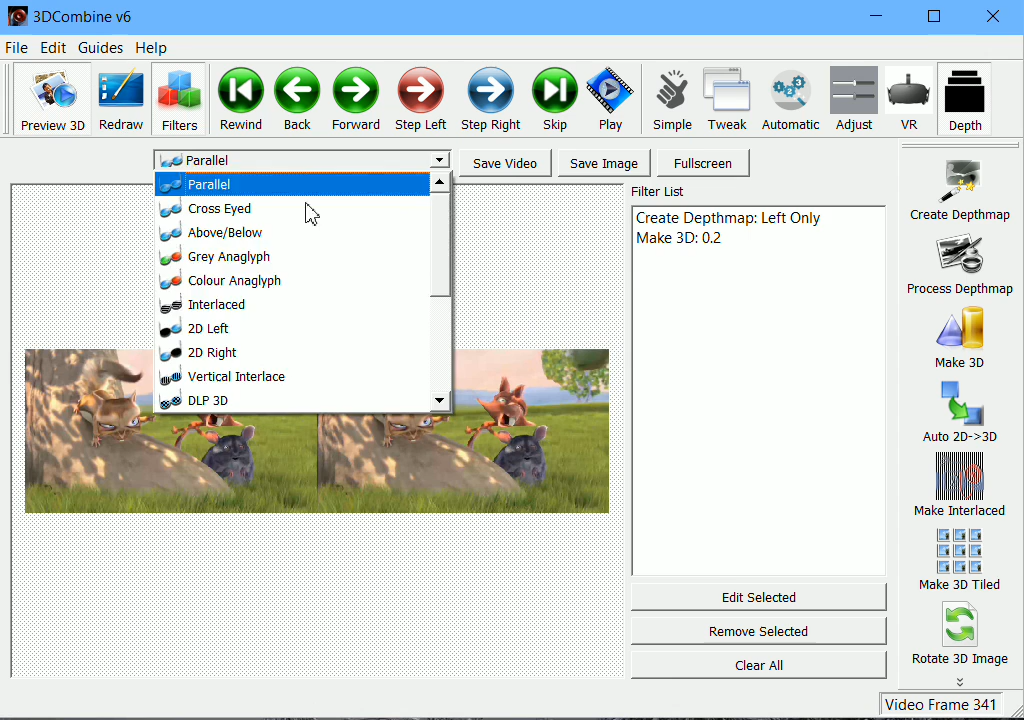 3DCombine v6
File Edit Guides Help
Preview 3D Redraw Filters Rewind Back Forward Step Left Step Right Skip Play Simple Tweak Automatic Adjust VR Depth
Parallel
Save Video Save Image Fullscreen
Parallel
Cross Eyed
Above/Below
Grey Anaglyph
Colour Anaglyph
Interlaced
2D Left
2D Right
Vertical Interlace
DLP 3D
Filter List
Create Depthmap: Left Only
Make 3D: 0.2
Edit Selected
Remove Selected
Clear All
Create Depthmap
Process Depthmap
Make 3D
Auto 2D->3D
Make Interlaced
Make 3D Tiled
Rotate 3D Image
Video Frame 341